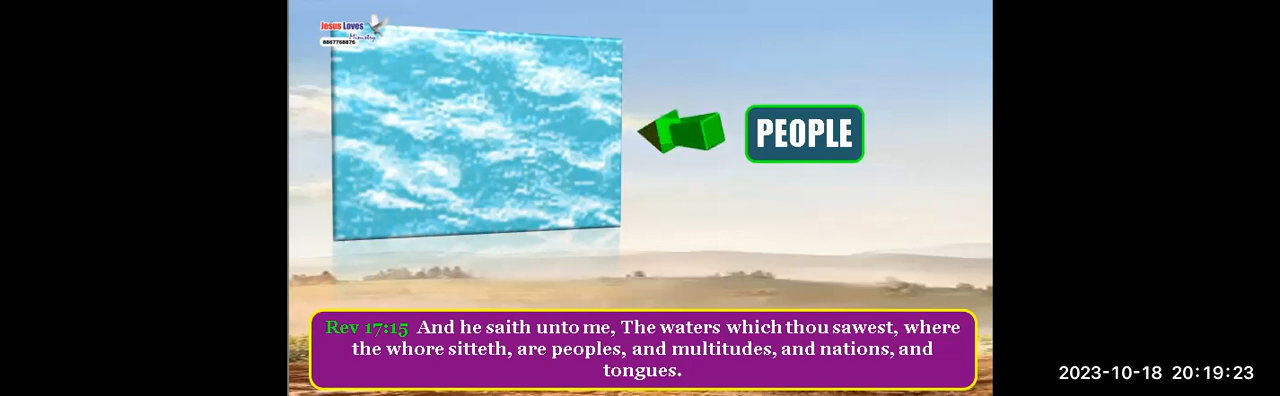 Jesus Loves
Ministry
8867768876
PEOPLE
Rev 17:15 And he saith unto me, The waters which thou sawest, where
the whore sitteth, are peoples, and multitudes, and nations, and
tongues.
2023-10-18 20:19:23